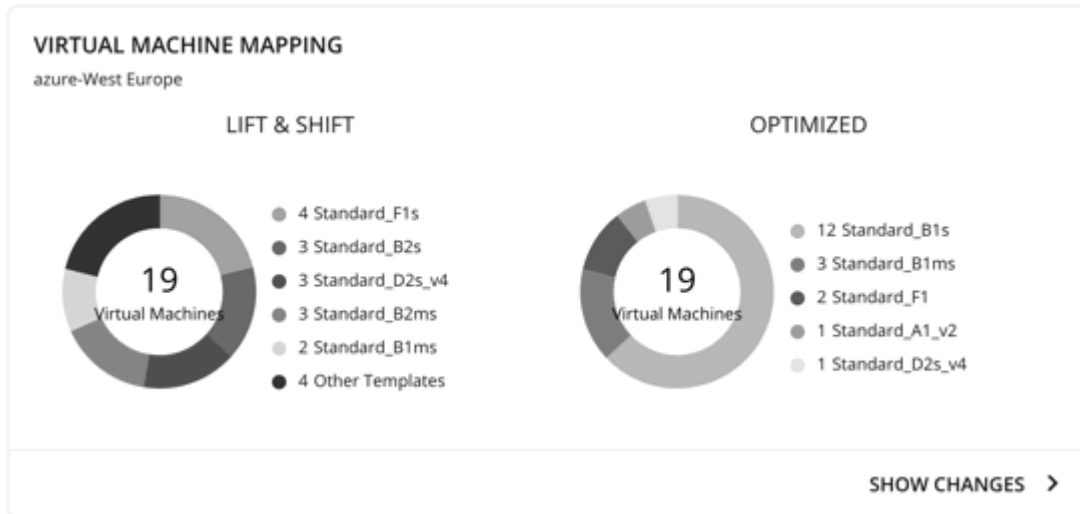 VIRTUAL MACHINE MAPPING
azure-West Europe
LIFT & SHIFT
19
Virtual Machines
4 Standard_F1s
3 Standard_B2s
3 Standard_D2s_v4
3 Standard_B2ms
2 Standard_B1ms
4 Other Templates
OPTIMIZED
19
Virtual Machines
12 Standard_B1s
3 Standard_B1ms
2 Standard_F1
1 Standard_A1_v2
1 Standard_D2s_v4
SHOW CHANGES